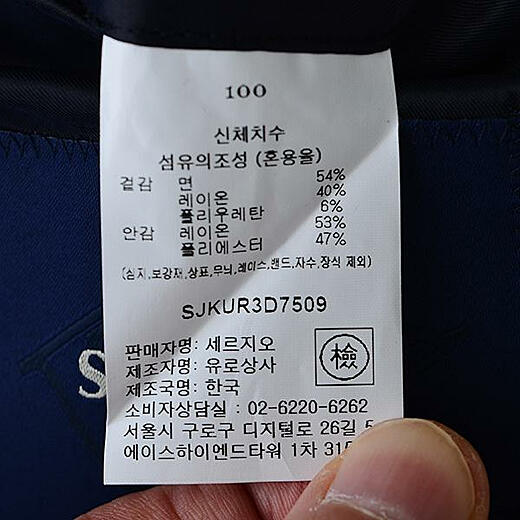 100
신체치수
섬유의조성 (혼용율)
겉감 면 54%
레이온 40%
폴리우레탄 6%
안감 레이온 53%
폴리에스터 47%
(심지,보강재,상표,무늬,레이스,밴드,자수,장식 제외)
SJKUR3D7509
판매자명: 세르지오
제조자명: 유로상사
제조국명: 한국
檢
소비자상담실 : 02-6220-6262
서울시 구로구 디지털로 26길 5
에이스하이엔드타워 1차 315
S